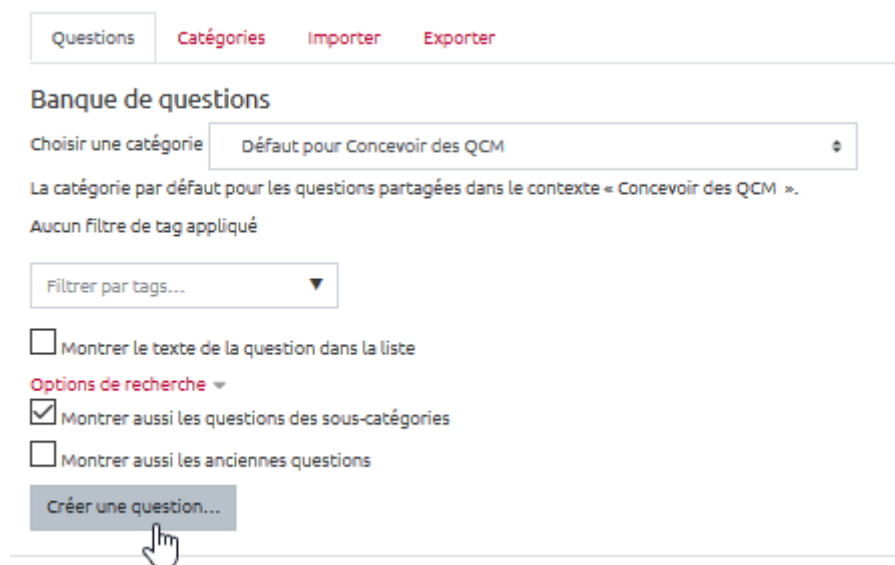 Questions Catégories Importer Exporter
Banque de questions
Choisir une catégorie Défaut pour Concevoir des QCM
La catégorie par défaut pour les questions partagées dans le contexte « Concevoir des QCM ».
Aucun filtre de tag appliqué
Filtrer par tags...
Montrer le texte de la question dans la liste
Options de recherche
Montrer aussi les questions des sous-catégories
Montrer aussi les anciennes questions
Créer une question...